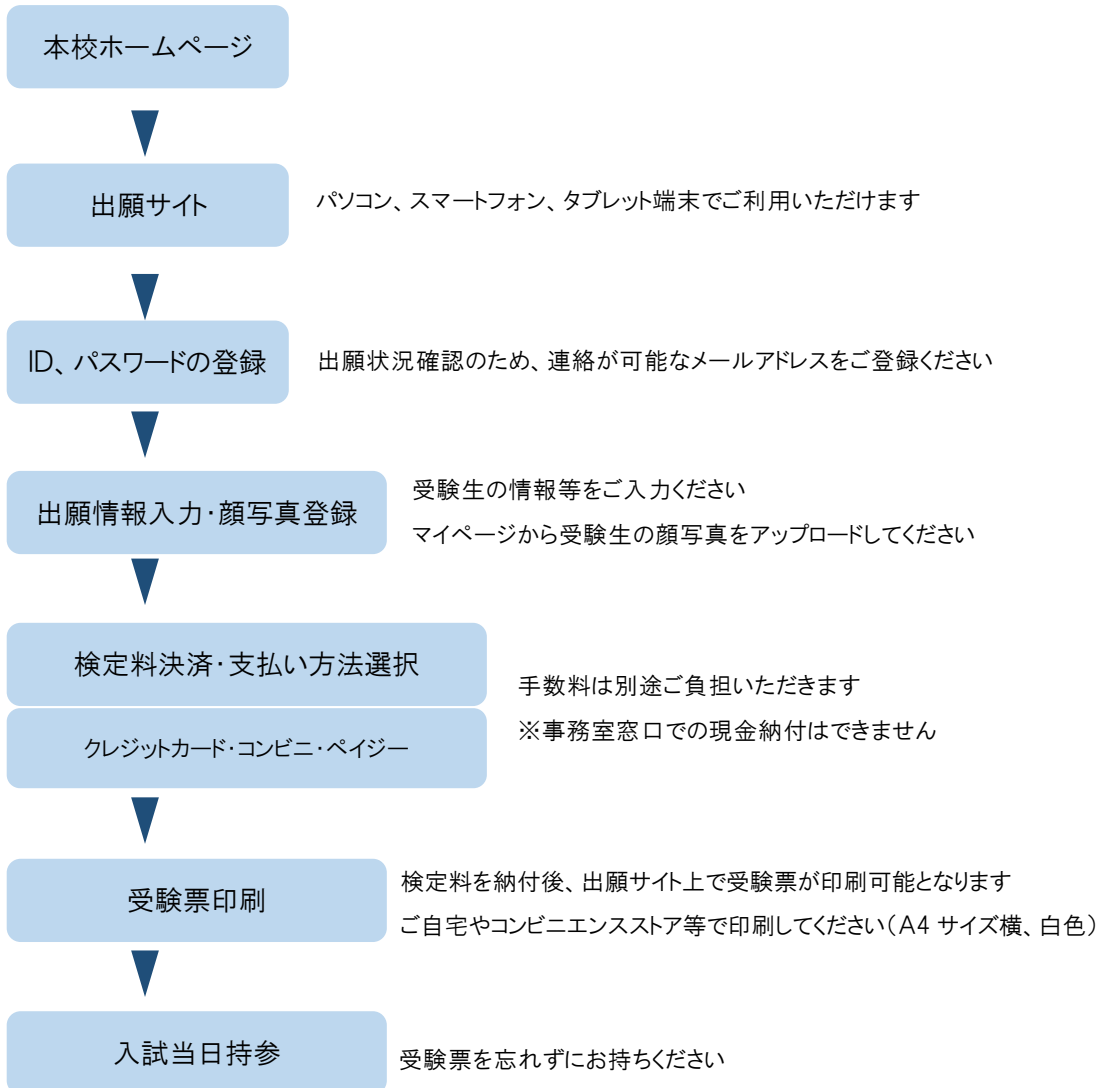 本校ホームページ
出願サイト
パソコン、スマートフォン、タブレット端末でご利用いただけます
ID、パスワードの登録
出願状況確認のため、連絡が可能なメールアドレスをご登録ください
出願情報入力・顔写真登録
受験生の情報等をご入力ください
マイページから受験生の顔写真をアップロードしてください
検定料決済・支払い方法選択
クレジットカード・コンビニ・ペイジー
手数料は別途ご負担いただきます
※事務室窓口での現金納付はできません
受験票印刷
検定料を納付後、出願サイト上で受験票が印刷可能となります
ご自宅やコンビニエンスストア等で印刷してください(A4 サイズ横、白色)
入試当日持参
受験票を忘れずにお持ちください